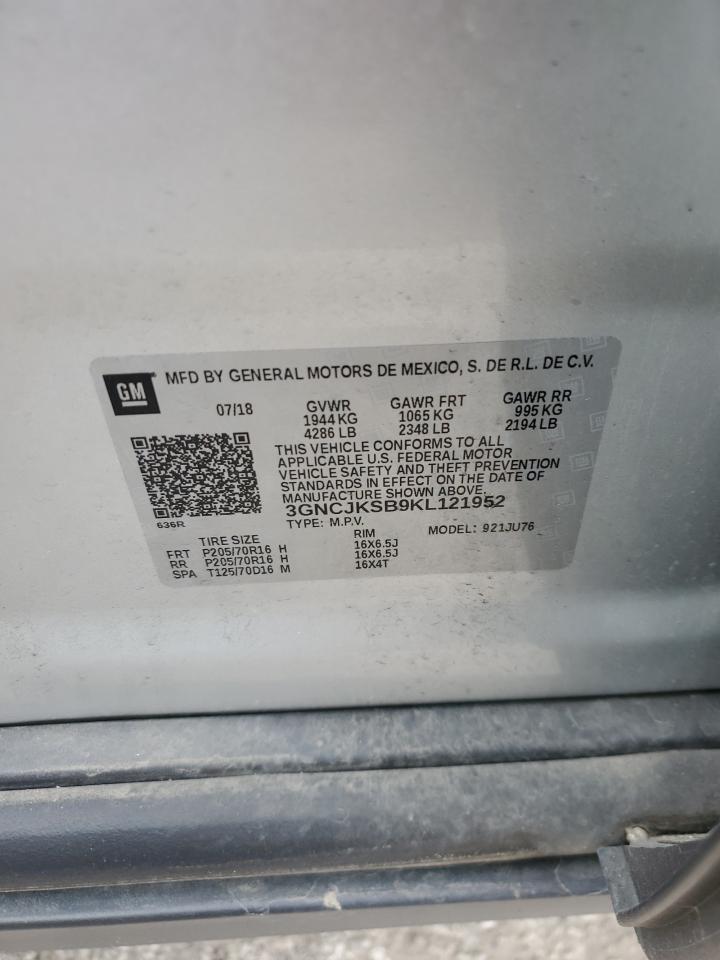 GM
MFD BY GENERAL MOTORS DE MEXICO, S. DE R.L. DE C.V.
07/18 GVWR GAWR FRT GAWR RR
1944 KG 1065 KG 995 KG
4286 LB 2348 LB 2194 LB
THIS VEHICLE CONFORMS TO ALL
APPLICABLE U.S. FEDERAL MOTOR
VEHICLE SAFETY AND THEFT PREVENTION
STANDARDS IN EFFECT ON THE DATE OF
MANUFACTURE SHOWN ABOVE.
636R
3GNCJKSB9KL121952
TYPE: M.P.V. MODEL: 921JU76
TIRE SIZE RIM
FRT P205/70R16 H 16X6.5J
RR P205/70R16 H 16X6.5J
SPA T125/70D16 M 16X4T